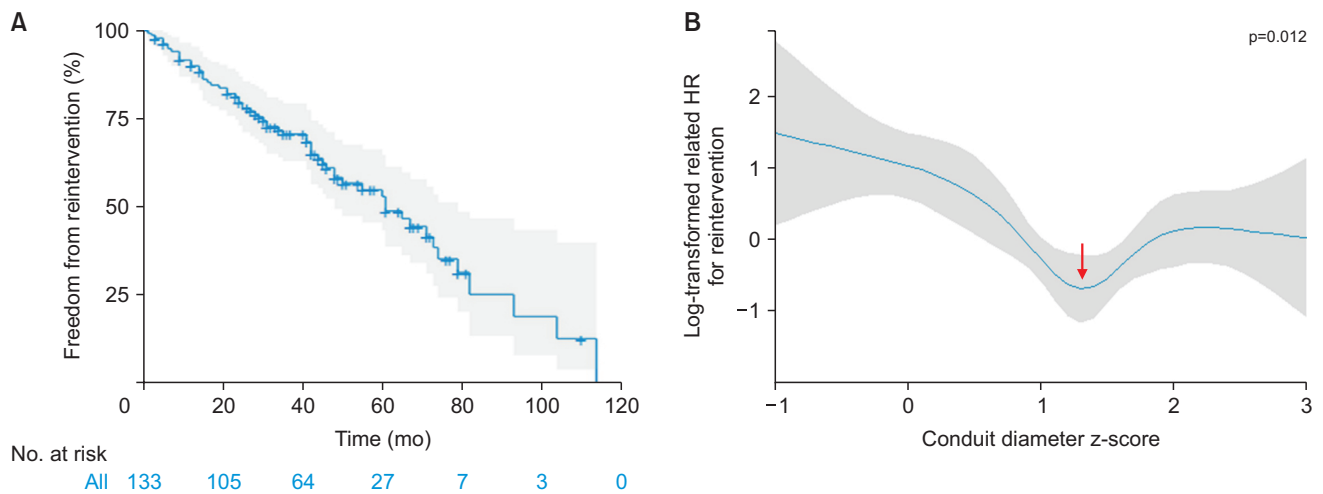 A
Freedom from reintervention (%)
100
75
50
25
0 20 40 60 80 100 120
Time (mo)
No. at risk
All 133 105 64 27 7 3 0
B
p=0.012
Log-transformed related HR
for reintervention
2
1
0
−1
−1 0 1 2 3
Conduit diameter z-score